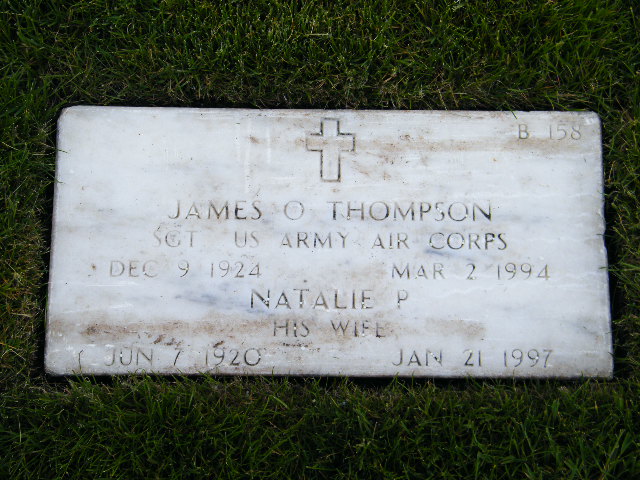 B 158
JAMES O THOMPSON
SGT US ARMY AIR CORPS
DEC 9 1924 MAR 2 1994
NATALIE P
HIS WIFE
JUN 7 1920 JAN 21 1997